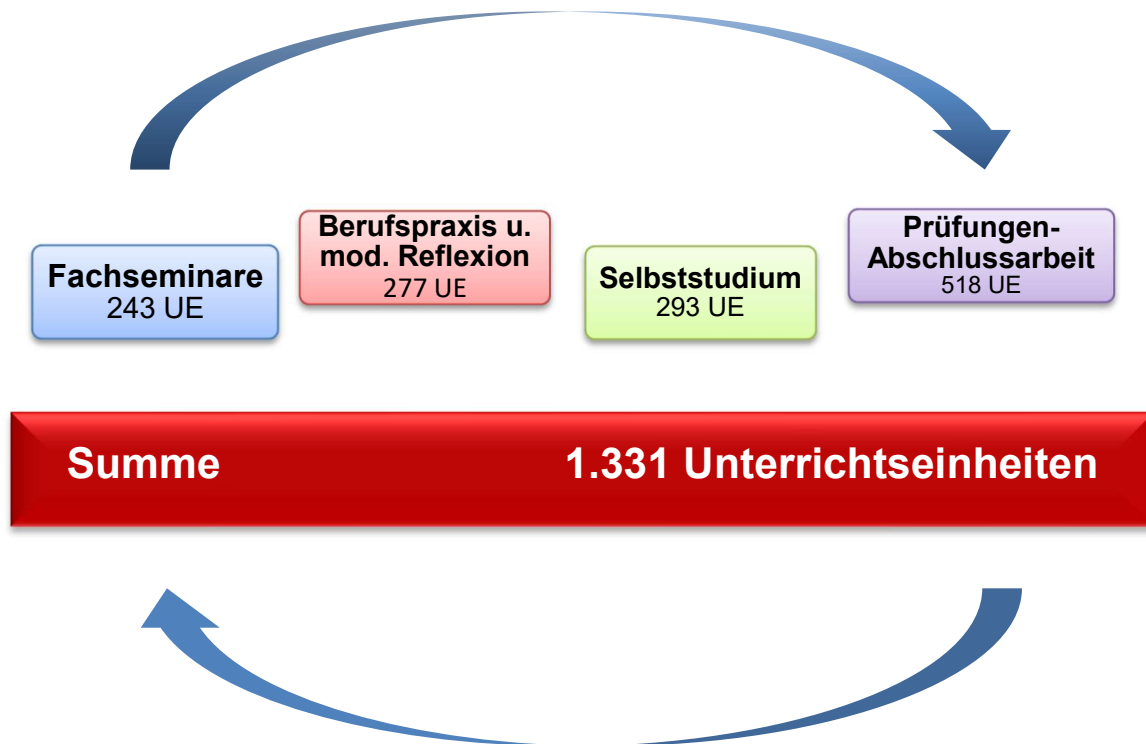 Fachseminare
243 UE
Berufspraxis u.
mod. Reflexion
277 UE
Selbststudium
293 UE
Prüfungen-
Abschlussarbeit
518 UE
Summe 1.331 Unterrichtseinheiten